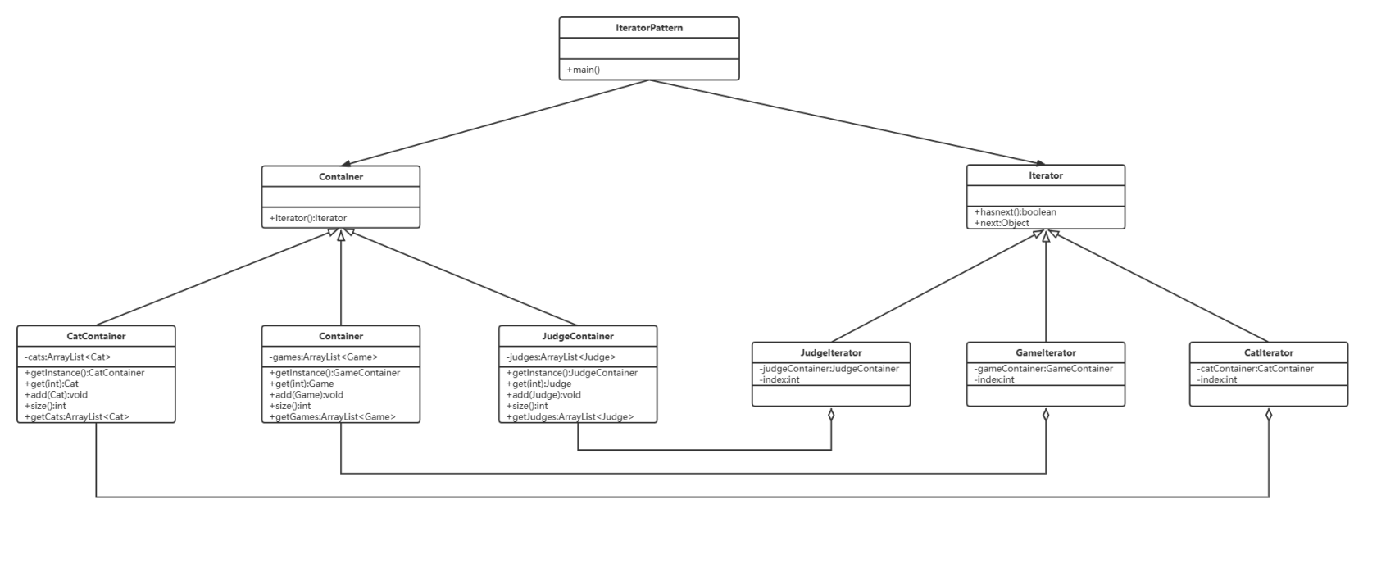 IteratorPattern
+main()
Container
+Iterator():Iterator
Iterator
+hasnext():boolean
+next:Object
CatContainer
-cats:ArrayList<Cat>
+getInstance():CatContainer
+get(int):Cat
+add(Cat):void
+size():int
+getCats:ArrayList<Cat>
Container
-games:ArrayList<Game>
+getInstance():GameContainer
+get(int):Game
+add(Game):void
+size():int
+getGames:ArrayList<Game>
JudgeContainer
-judges:ArrayList<Judge>
+getInstance():JudgeContainer
+get(int):Judge
+add(Judge):void
+size():int
+getJudges:ArrayList<Judge>
JudgeIterator
-judgeContainer:JudgeContainer
-index:int
GameIterator
-gameContainer:GameContainer
-index:int
CatIterator
-catContainer:CatContainer
-index:int